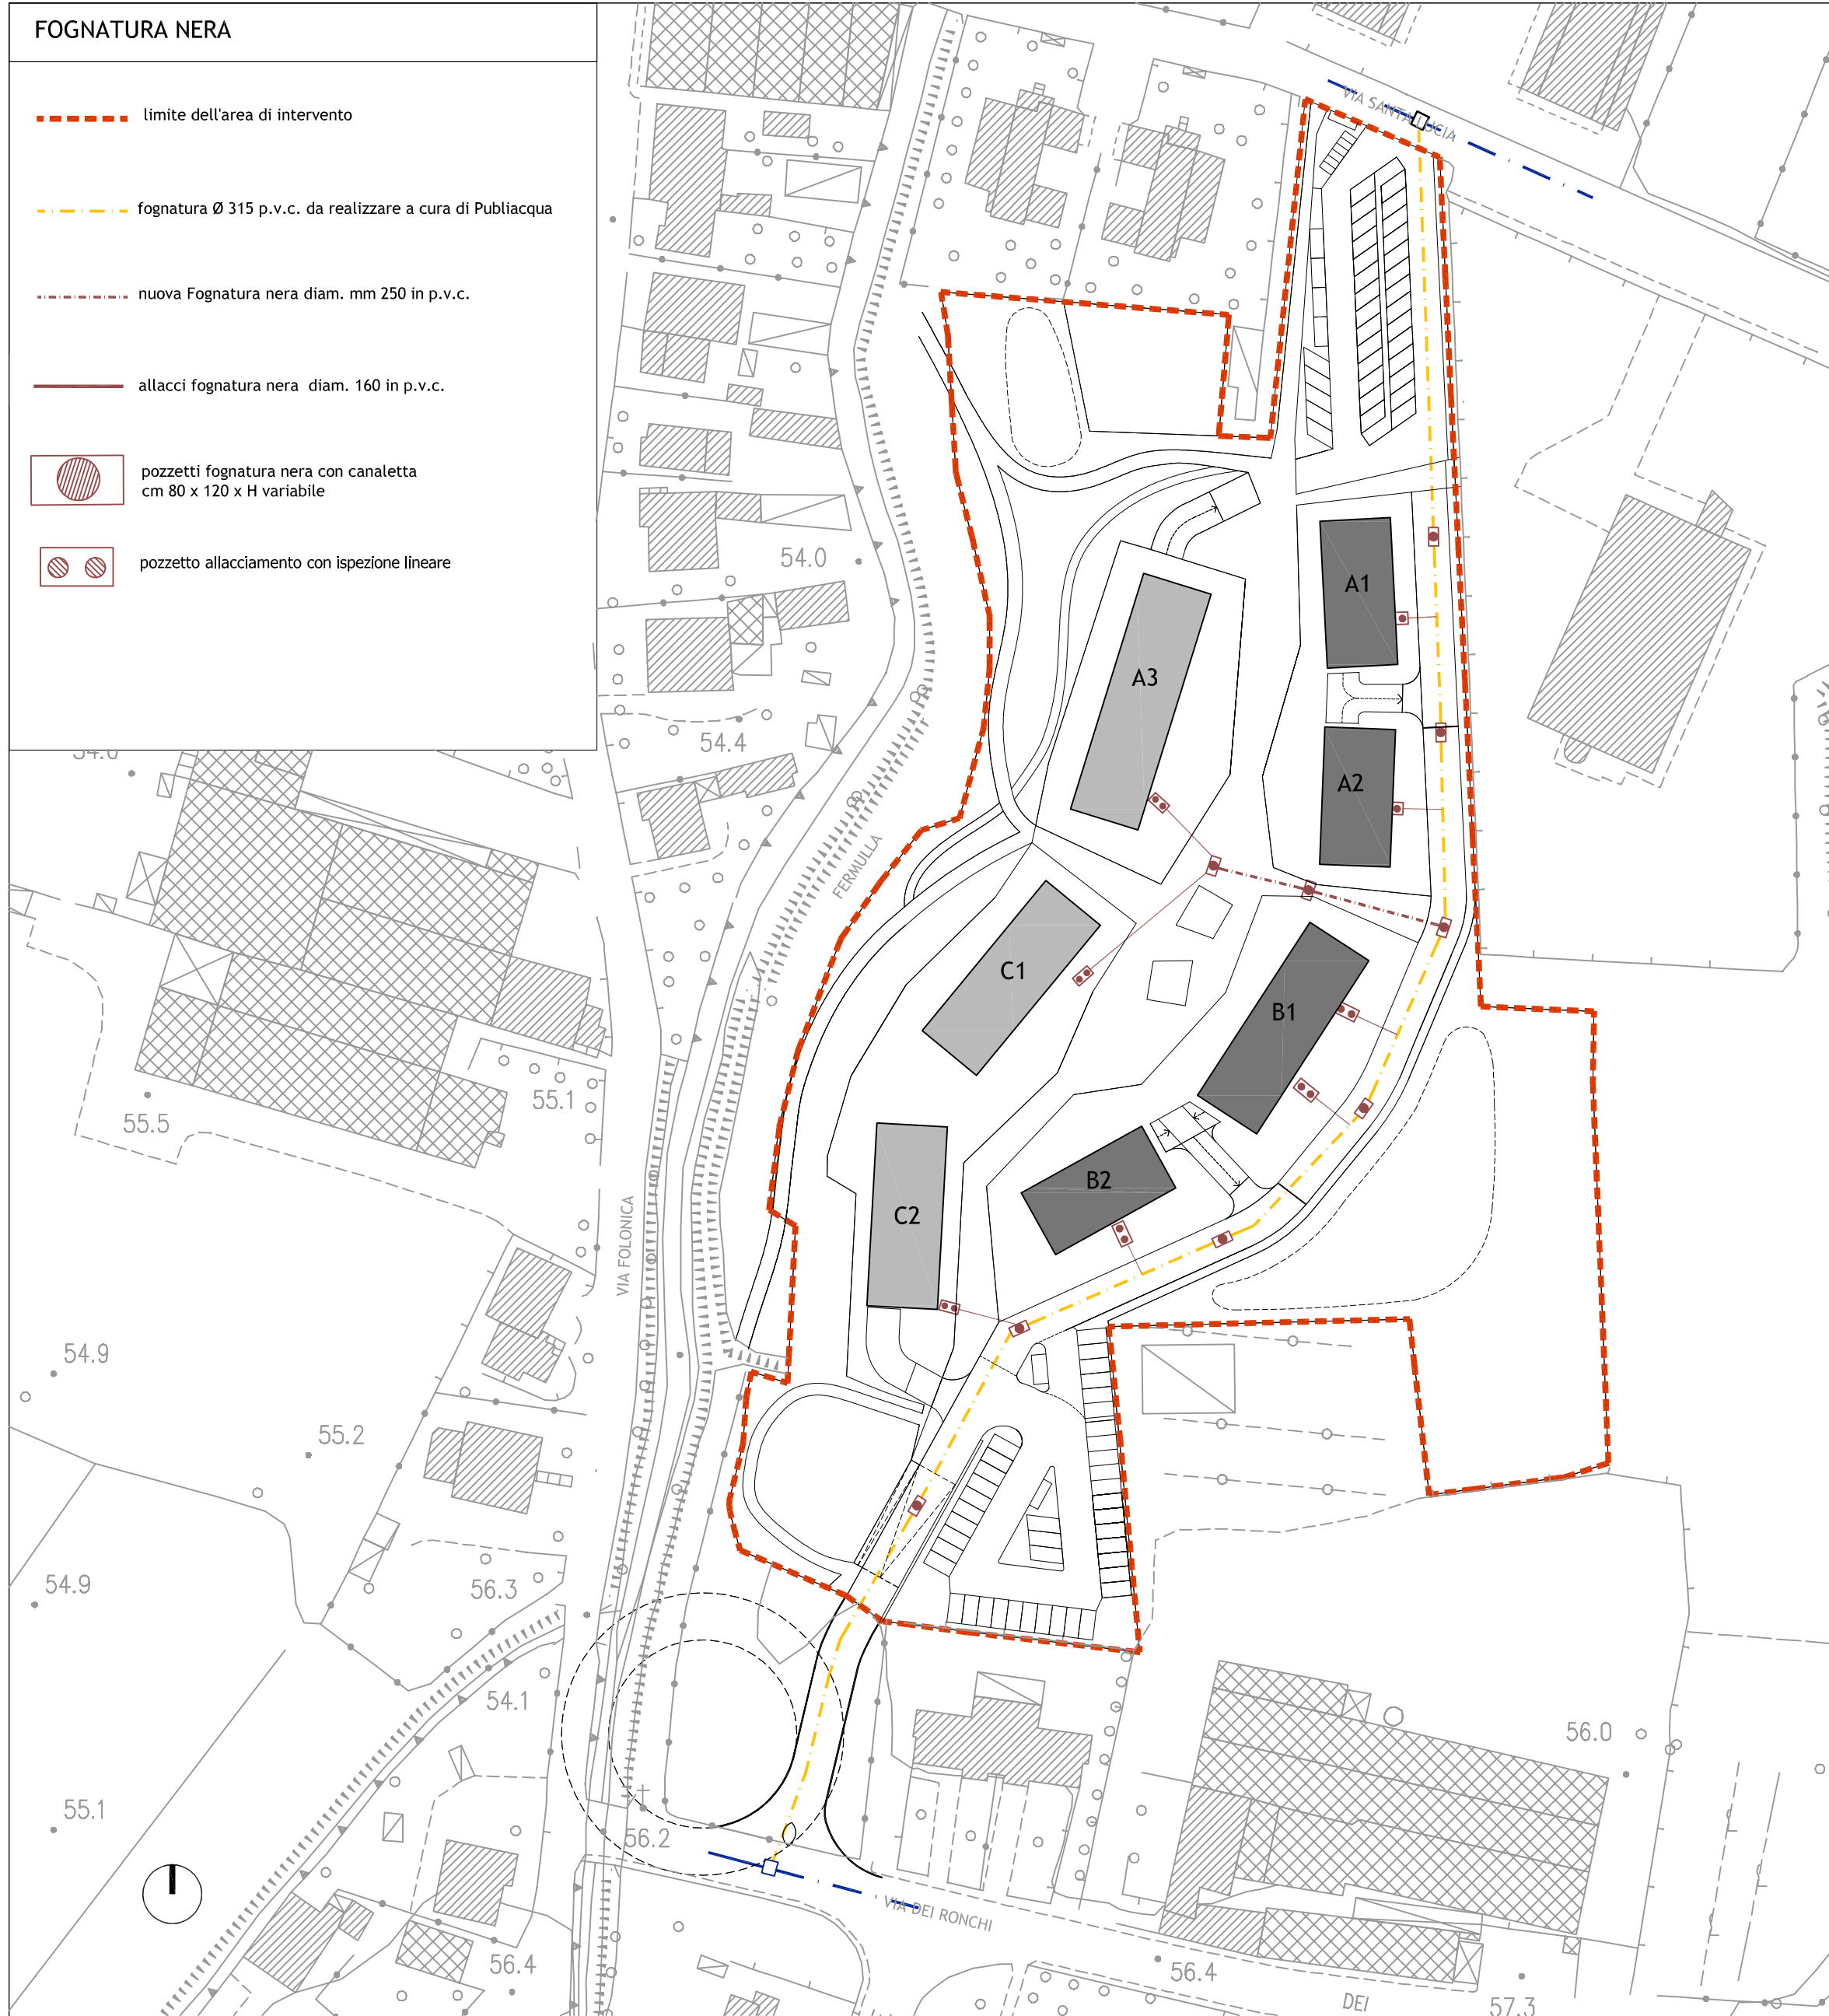 FOGNATURA NERA
limite dell'area di intervento
fognatura Ø 315 p.v.c. da realizzare a cura di Publiacqua
nuova Fognatura nera diam. mm 250 in p.v.c.
allacci fognatura nera diam. 160 in p.v.c.
pozzetti fognatura nera con canaletta
cm 80 x 120 x H variabile
pozzetto allacciamento con ispezione lineare
VIA SANTA LUCIA
54.0
A1
A3
54.4
A2
FERMULLA
C1
B1
55.1
55.5
B2
C2
VIA FOLONICA
54.9
55.2
54.9
56.3
54.1
56.0
55.1
56.2
VIA DEI RONCHI
56.4
56.4
DEI
57.3